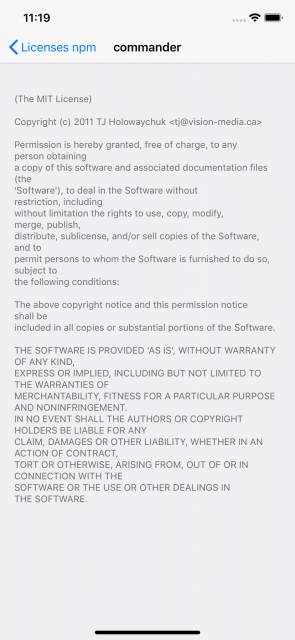 11:19
Licenses npm
commander
(The MIT License)
Copyright (c) 2011 TJ Holowaychuk <tj@vision-media.ca>
Permission is hereby granted, free of charge, to any
person obtaining
a copy of this software and associated documentation files
(the
'Software'), to deal in the Software without
restriction, including
without limitation the rights to use, copy, modify,
merge, publish,
distribute, sublicense, and/or sell copies of the Software,
and to
permit persons to whom the Software is furnished to do so,
subject to
the following conditions:
The above copyright notice and this permission notice
shall be
included in all copies or substantial portions of the Software.
THE SOFTWARE IS PROVIDED 'AS IS', WITHOUT WARRANTY
OF ANY KIND,
EXPRESS OR IMPLIED, INCLUDING BUT NOT LIMITED TO
THE WARRANTIES OF
MERCHANTABILITY, FITNESS FOR A PARTICULAR PURPOSE
AND NONINFRINGEMENT.
IN NO EVENT SHALL THE AUTHORS OR COPYRIGHT
HOLDERS BE LIABLE FOR ANY
CLAIM, DAMAGES OR OTHER LIABILITY, WHETHER IN AN
ACTION OF CONTRACT,
TORT OR OTHERWISE, ARISING FROM, OUT OF OR IN
CONNECTION WITH THE
SOFTWARE OR THE USE OR OTHER DEALINGS IN
THE SOFTWARE.